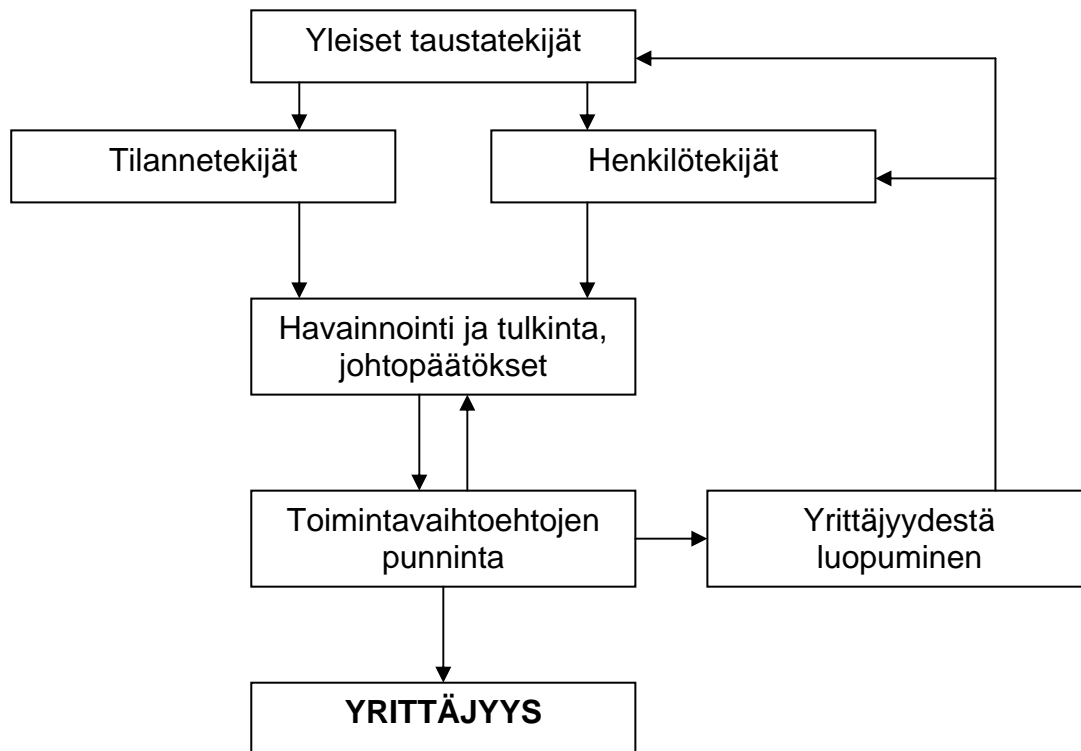 Yleiset taustatekijät
Tilannetekijät
Henkilötekijät
Havainnointi ja tulkinta,
johtopäätökset
Toimintavaihtoehtojen
punninta
Yrittäjyydestä
luopuminen
YRITTÄJYYS